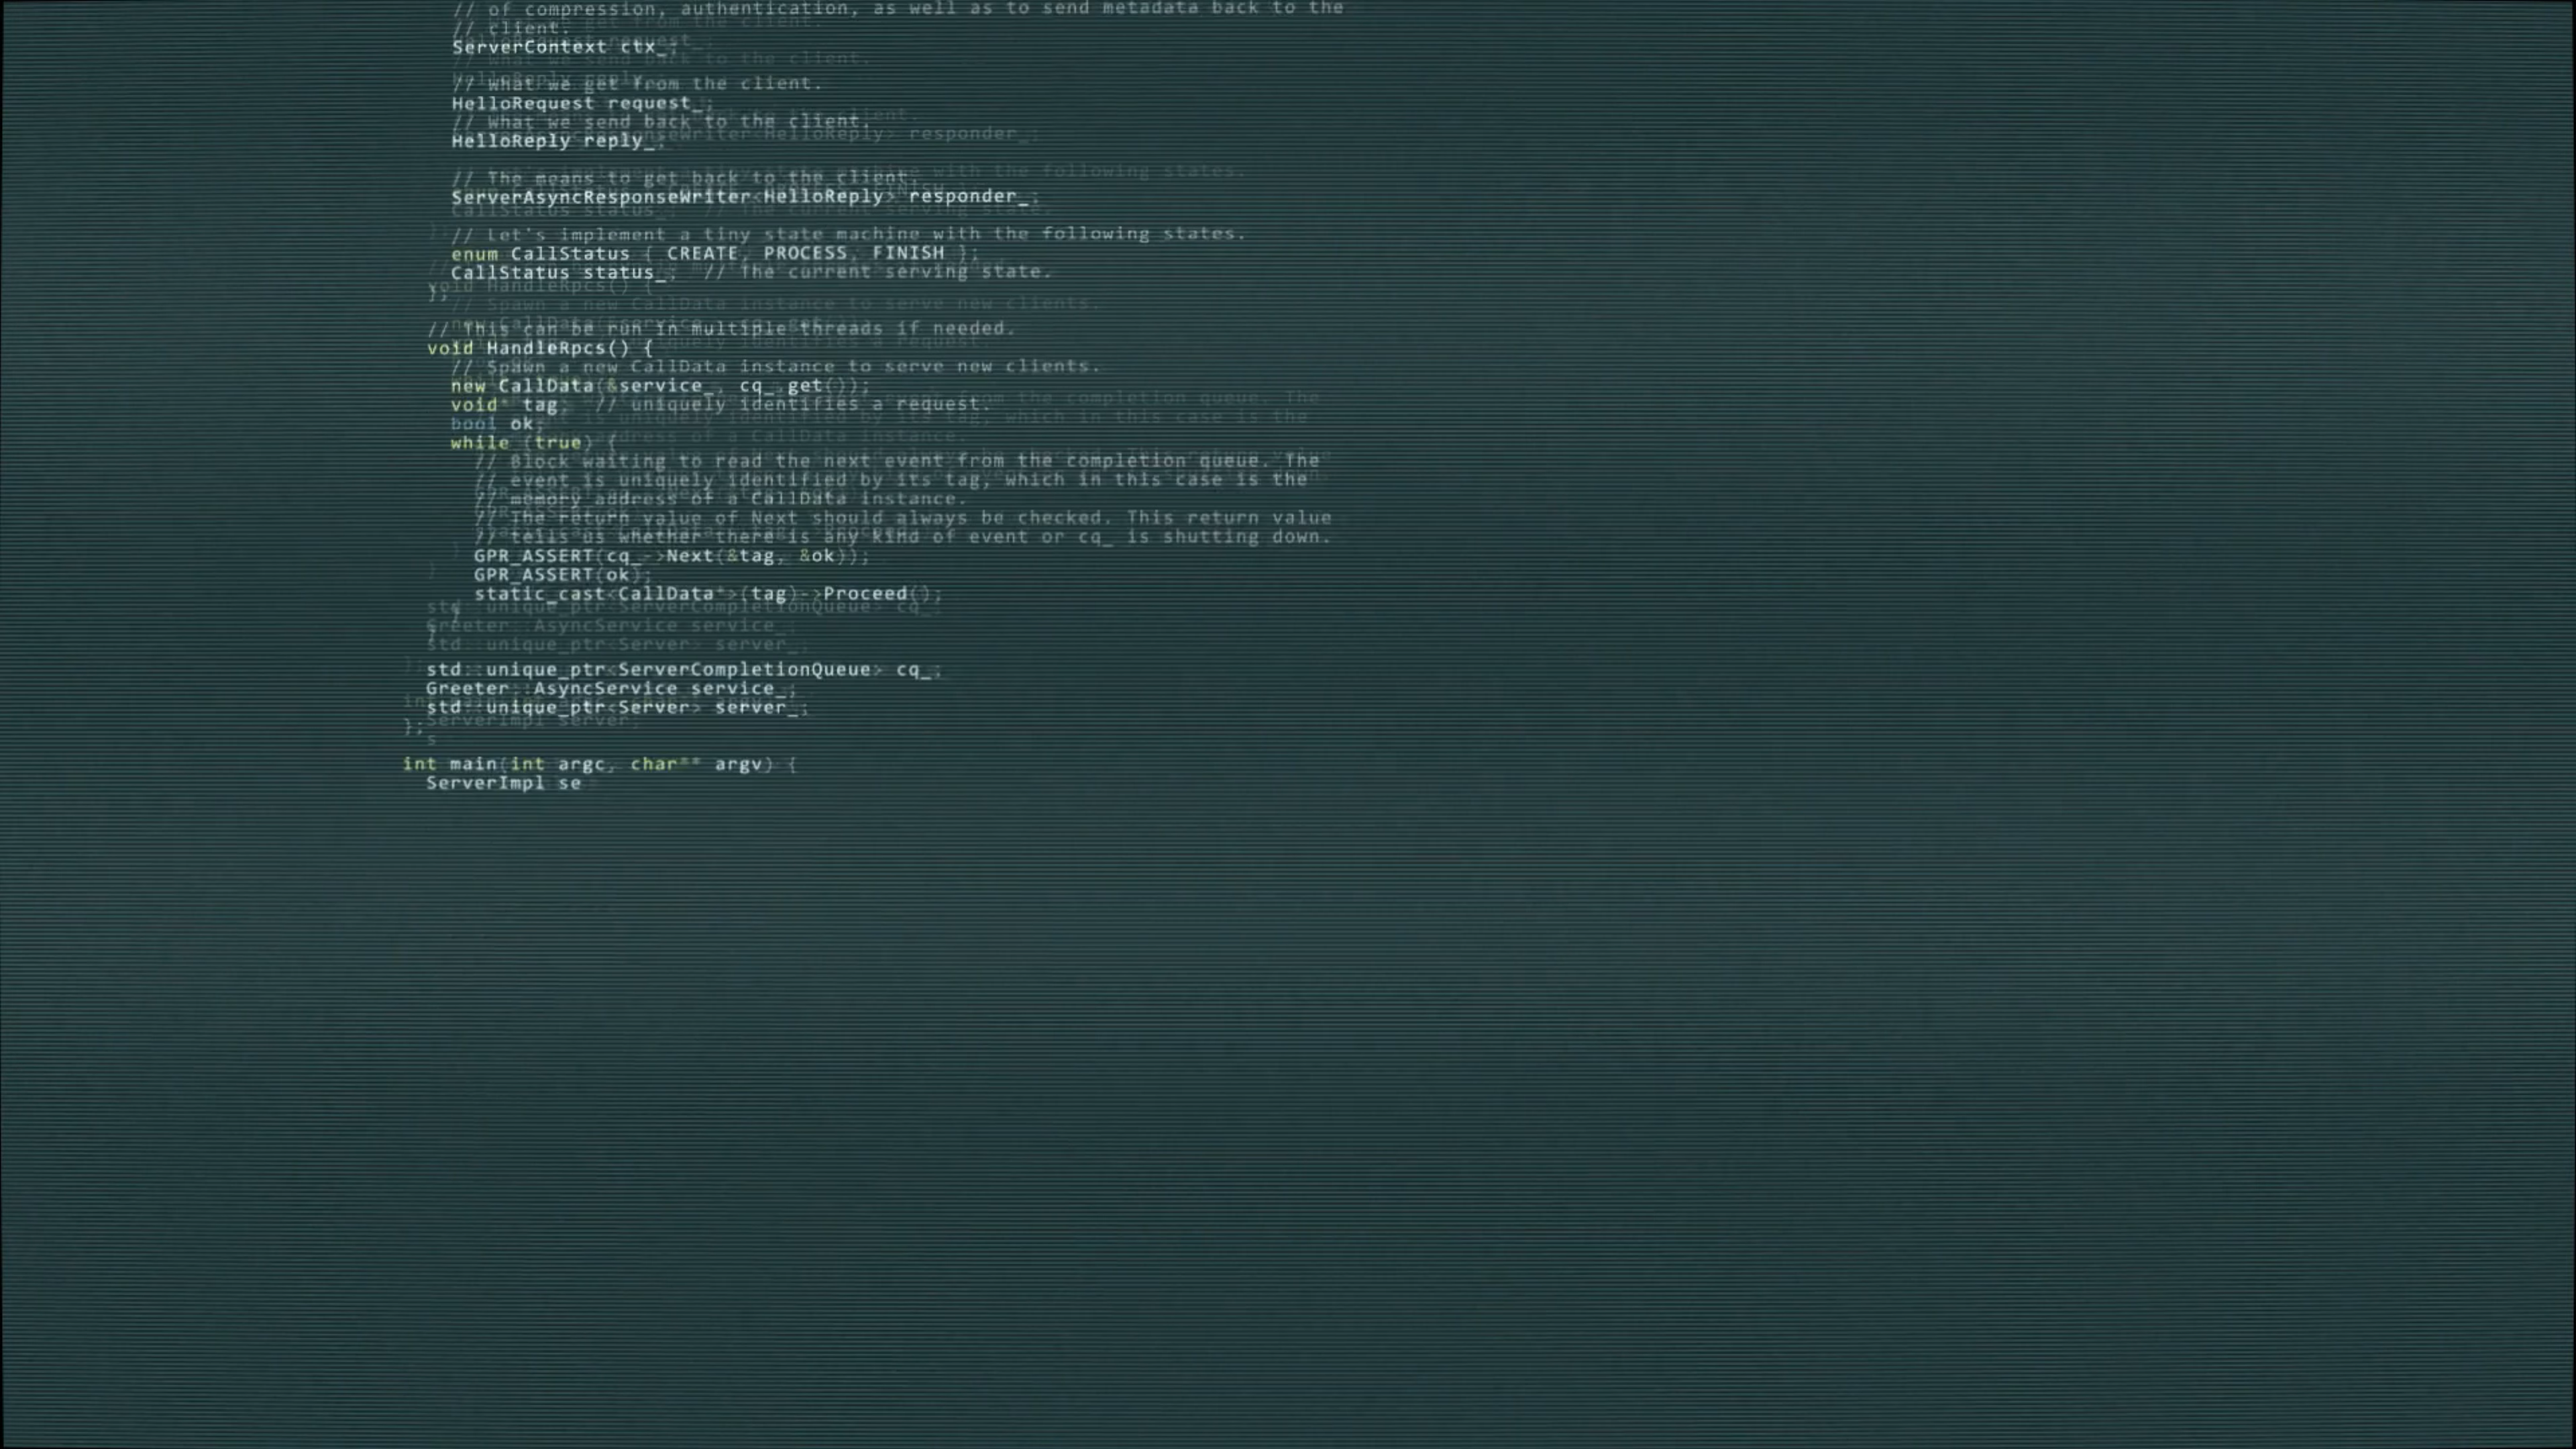 // of compression, authentication, as well as to send metadata back to the
// client.
ServerContext ctx_;
// What we get from the client.
HelloRequest request_;
// What we send back to the client.
HelloReply reply_;
// The means to get back to the client.
ServerAsyncResponseWriter<HelloReply> responder_;
// Let's implement a tiny state machine with the following states.
enum CallStatus { CREATE, PROCESS, FINISH };
CallStatus status_;  // The current serving state.
};
// This can be run in multiple threads if needed.
void HandleRpcs() {
// Spawn a new CallData instance to serve new clients.
new CallData(&service_, cq_.get());
void* tag;  // uniquely identifies a request.
bool ok;
while (true) {
// Block waiting to read the next event from the completion queue. The
// event is uniquely identified by its tag, which in this case is the
// memory address of a CallData instance.
// The return value of Next should always be checked. This return value
// tells us whether there is any kind of event or cq_ is shutting down.
GPR_ASSERT(cq_->Next(&tag, &ok));
GPR_ASSERT(ok);
static_cast<CallData*>(tag)->Proceed();
}
}
std::unique_ptr<ServerCompletionQueue> cq_;
Greeter::AsyncService service_;
std::unique_ptr<Server> server_;
};
int main(int argc, char** argv) {
ServerImpl se